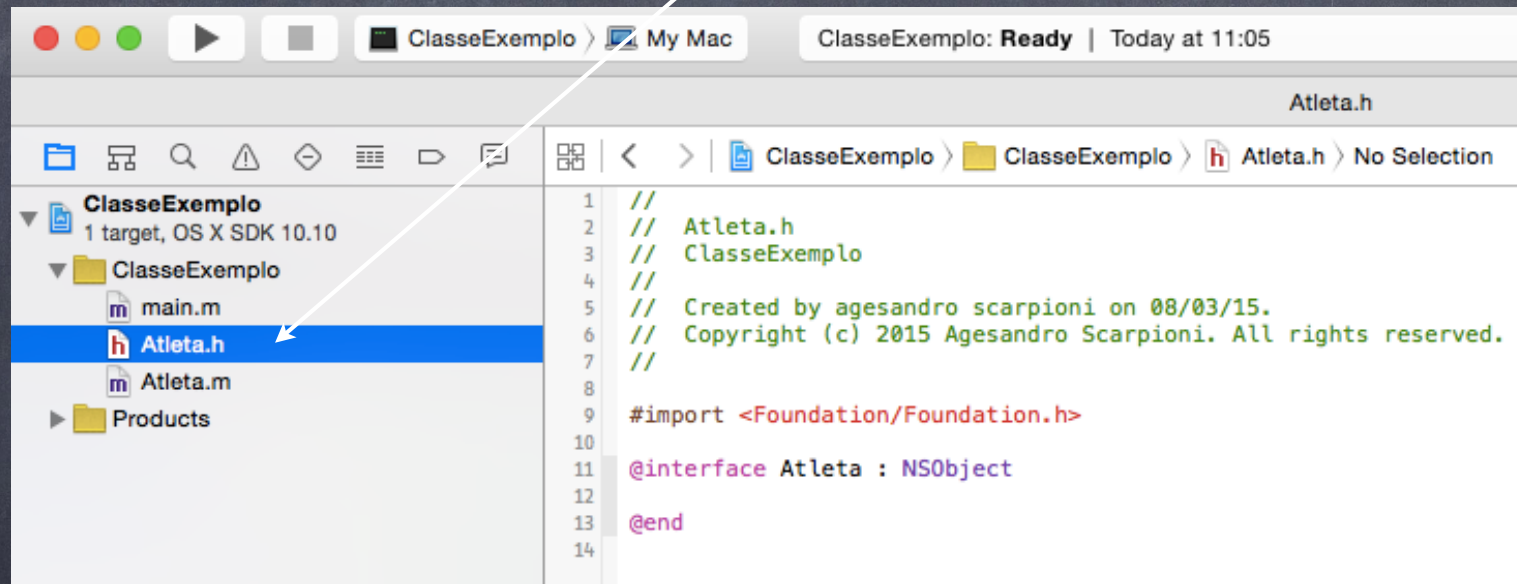 ClasseExemplo 〉 My Mac
ClasseExemplo: Ready | Today at 11:05
Atleta.h
ClasseExemplo 〉 ClasseExemplo 〉 h Atleta.h 〉 No Selection
ClasseExemplo
1 target, OS X SDK 10.10
ClasseExemplo
m main.m
h Atleta.h
m Atleta.m
Products
1 //
2 //  Atleta.h
3 //  ClasseExemplo
4 //
5 //  Created by agesandro scarpioni on 08/03/15.
6 //  Copyright (c) 2015 Agesandro Scarpioni. All rights reserved.
7 //
8
9 #import <Foundation/Foundation.h>
10
11 @interface Atleta : NSObject
12
13 @end
14